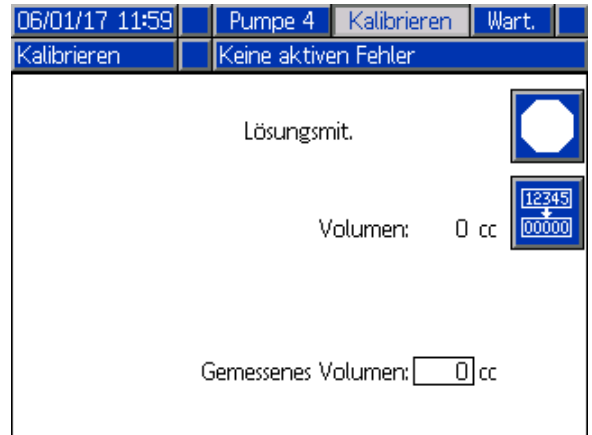 06/01/17 11:59 Pumpe 4 Kalibrieren Wart.
Kalibrieren Keine aktiven Fehler
Lösungsmit.
12345
Volumen: 0 cc 00000
Gemessenes Volumen: 0 cc